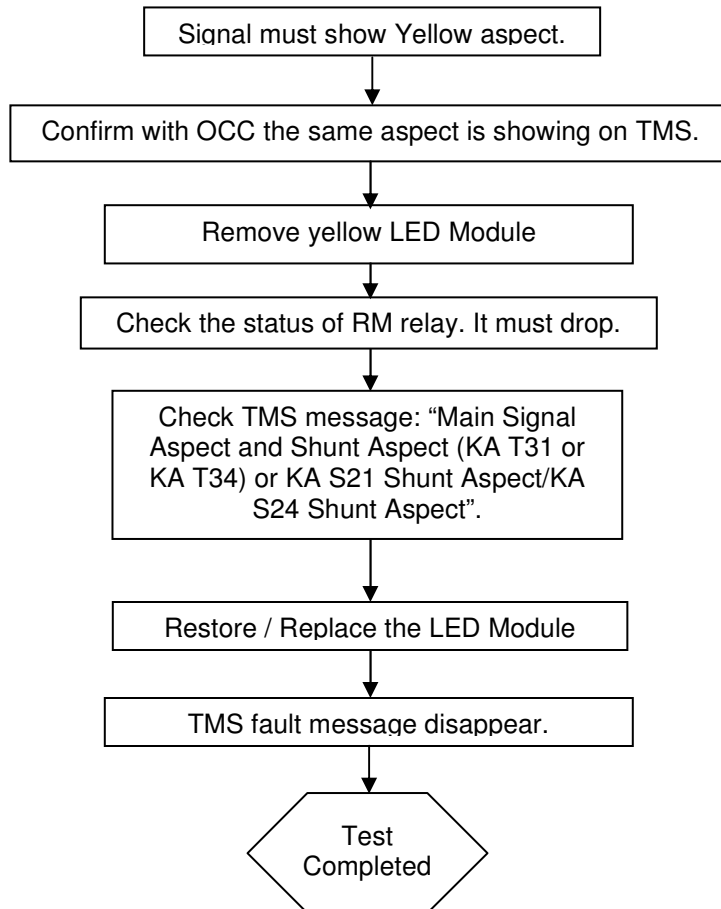 Signal must show Yellow aspect.
Confirm with OCC the same aspect is showing on TMS.
Remove yellow LED Module
Check the status of RM relay. It must drop.
Check TMS message: “Main Signal
Aspect and Shunt Aspect (KA T31 or
KA T34) or KA S21 Shunt Aspect/KA
S24 Shunt Aspect”.
Restore / Replace the LED Module
TMS fault message disappear.
Test
Completed